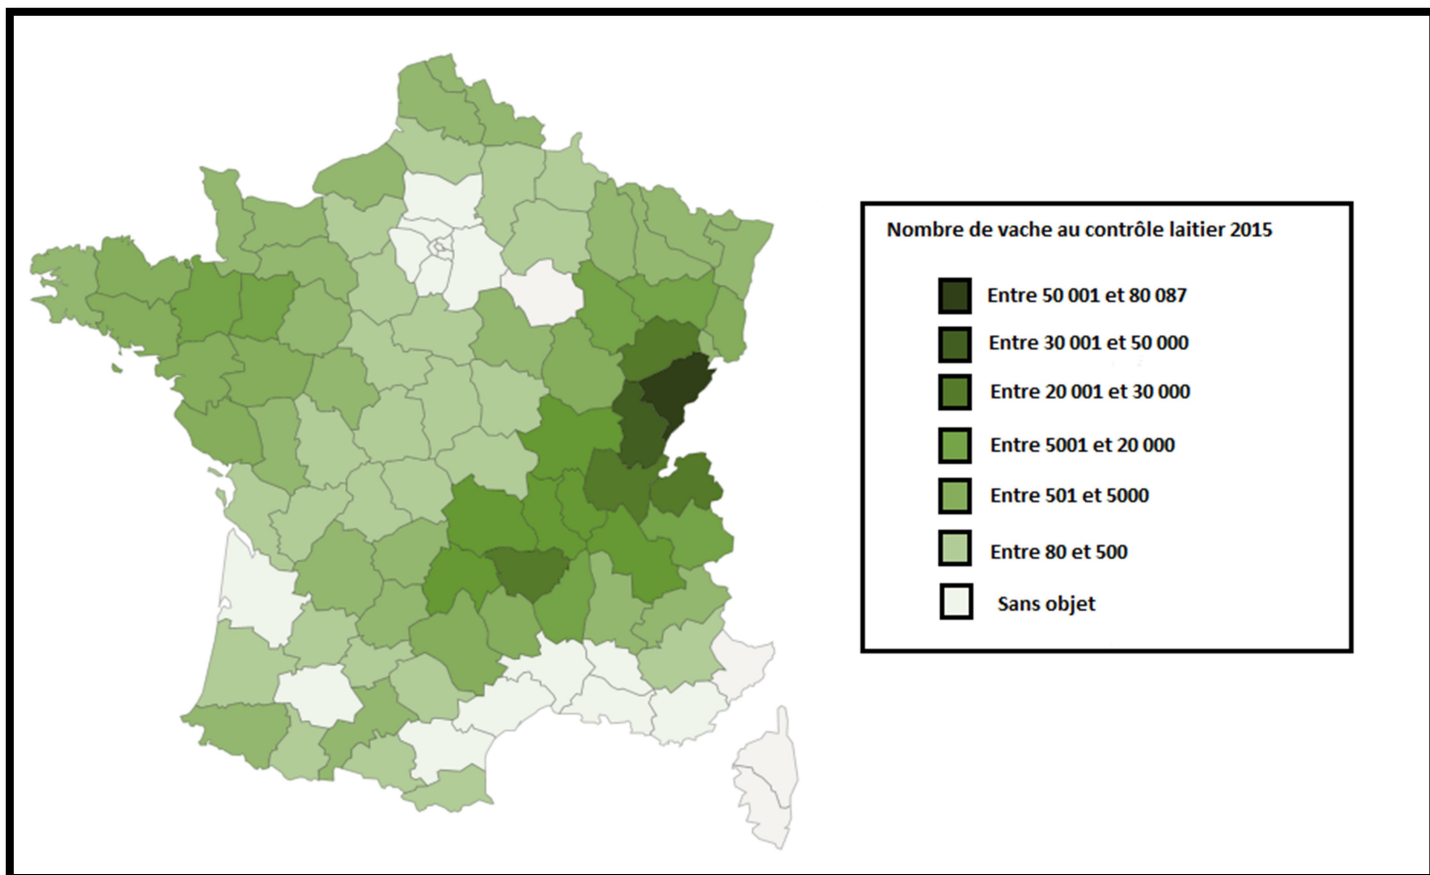 Nombre de vache au contrôle laitier 2015
Entre 50 001 et 80 087
Entre 30 001 et 50 000
Entre 20 001 et 30 000
Entre 5001 et 20 000
Entre 501 et 5000
Entre 80 et 500
Sans objet